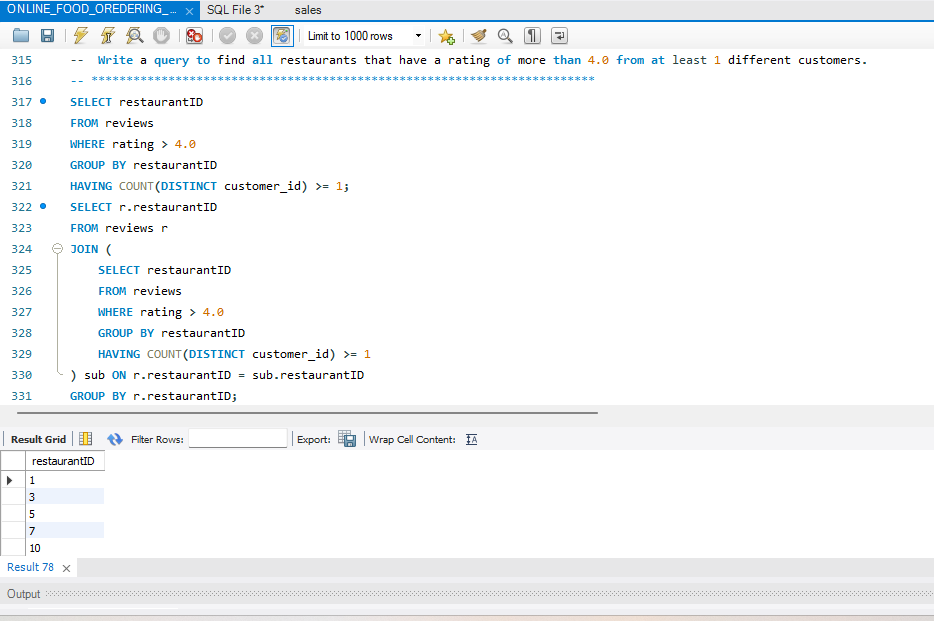 ONLINE_FOOD_OREDERING_... SQL File 3* sales
Limit to 1000 rows
315 -- Write a query to find all restaurants that have a rating of more than 4.0 from at least 1 different customers.
316 -- ************************************************************************
317 SELECT restaurantID
318 FROM reviews
319 WHERE rating > 4.0
320 GROUP BY restaurantID
321 HAVING COUNT(DISTINCT customer_id) >= 1;
322 SELECT r.restaurantID
323 FROM reviews r
324 JOIN (
325 SELECT restaurantID
326 FROM reviews
327 WHERE rating > 4.0
328 GROUP BY restaurantID
329 HAVING COUNT(DISTINCT customer_id) >= 1
330 ) sub ON r.restaurantID = sub.restaurantID
331 GROUP BY r.restaurantID;
Result Grid Filter Rows: Export: Wrap Cell Content: IA
restaurantID
1
3
5
7
10
Result 78
Output